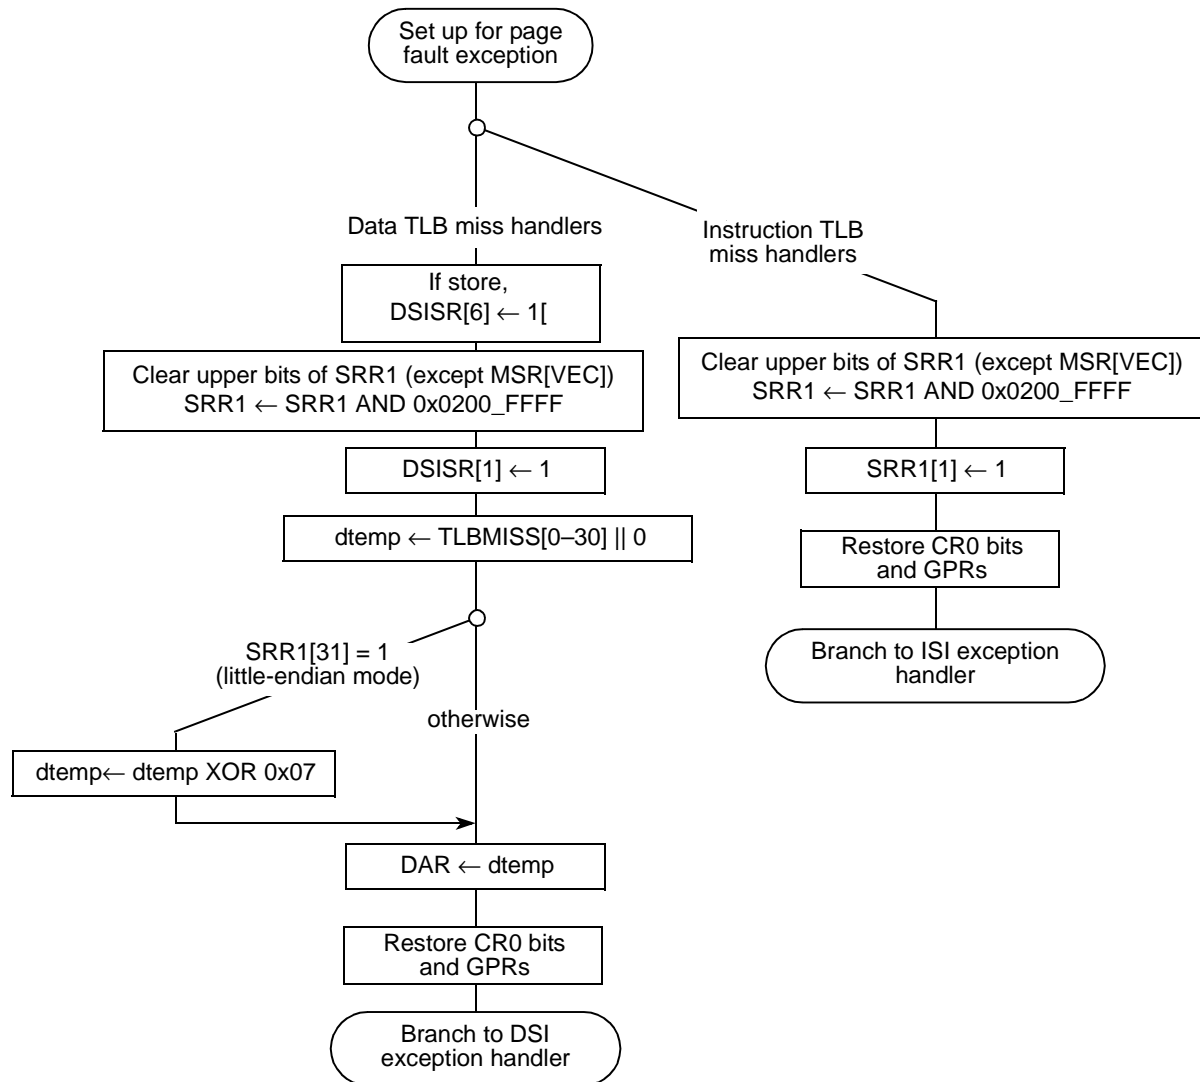 Set up for page
fault exception
Data TLB miss handlers
Instruction TLB
miss handlers
If store,
DSISR[6] ← 1[
Clear upper bits of SRR1 (except MSR[VEC])
SRR1 ← SRR1 AND 0x0200_FFFF
Clear upper bits of SRR1 (except MSR[VEC])
SRR1 ← SRR1 AND 0x0200_FFFF
DSISR[1] ← 1
SRR1[1] ← 1
dtemp ← TLBMISS[0–30] || 0
Restore CR0 bits
and GPRs
SRR1[31] = 1
(little-endian mode)
Branch to ISI exception
handler
otherwise
dtemp← dtemp XOR 0x07
DAR ← dtemp
Restore CR0 bits
and GPRs
Branch to DSI
exception handler